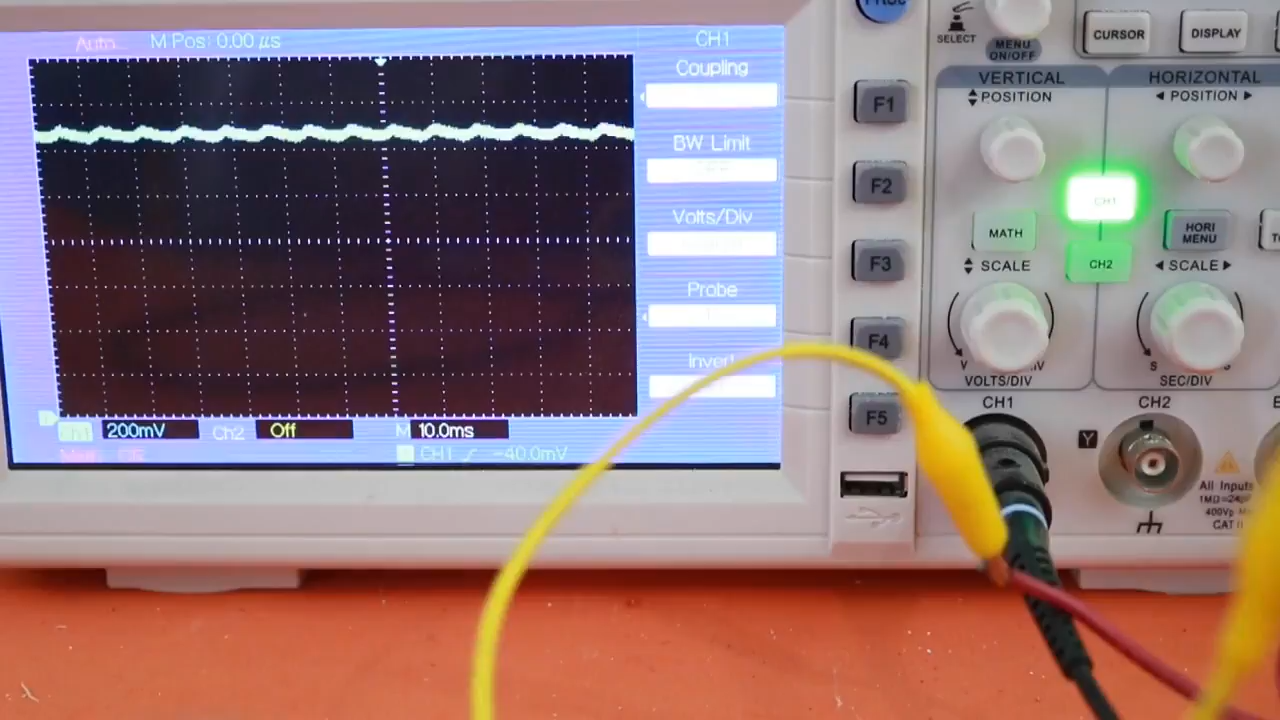 Auto
M Pos: 0.00 μs
CH1
Coupling
BW Limit
Volts/Div
Probe
Invert
Ch1 200mV
Ch2 Off
M 10.0ms
CH1 -40.0mV
F1
F2
F3
F4
F5
SELECT
MENU
ON/OFF
CURSOR
DISPLAY
VERTICAL
POSITION
HORIZONTAL
POSITION
CH1
MATH
CH2
HORI
MENU
SCALE
SCALE
VOLTS/DIV
SEC/DIV
CH1
CH2
Y
All Inputs
400Vp